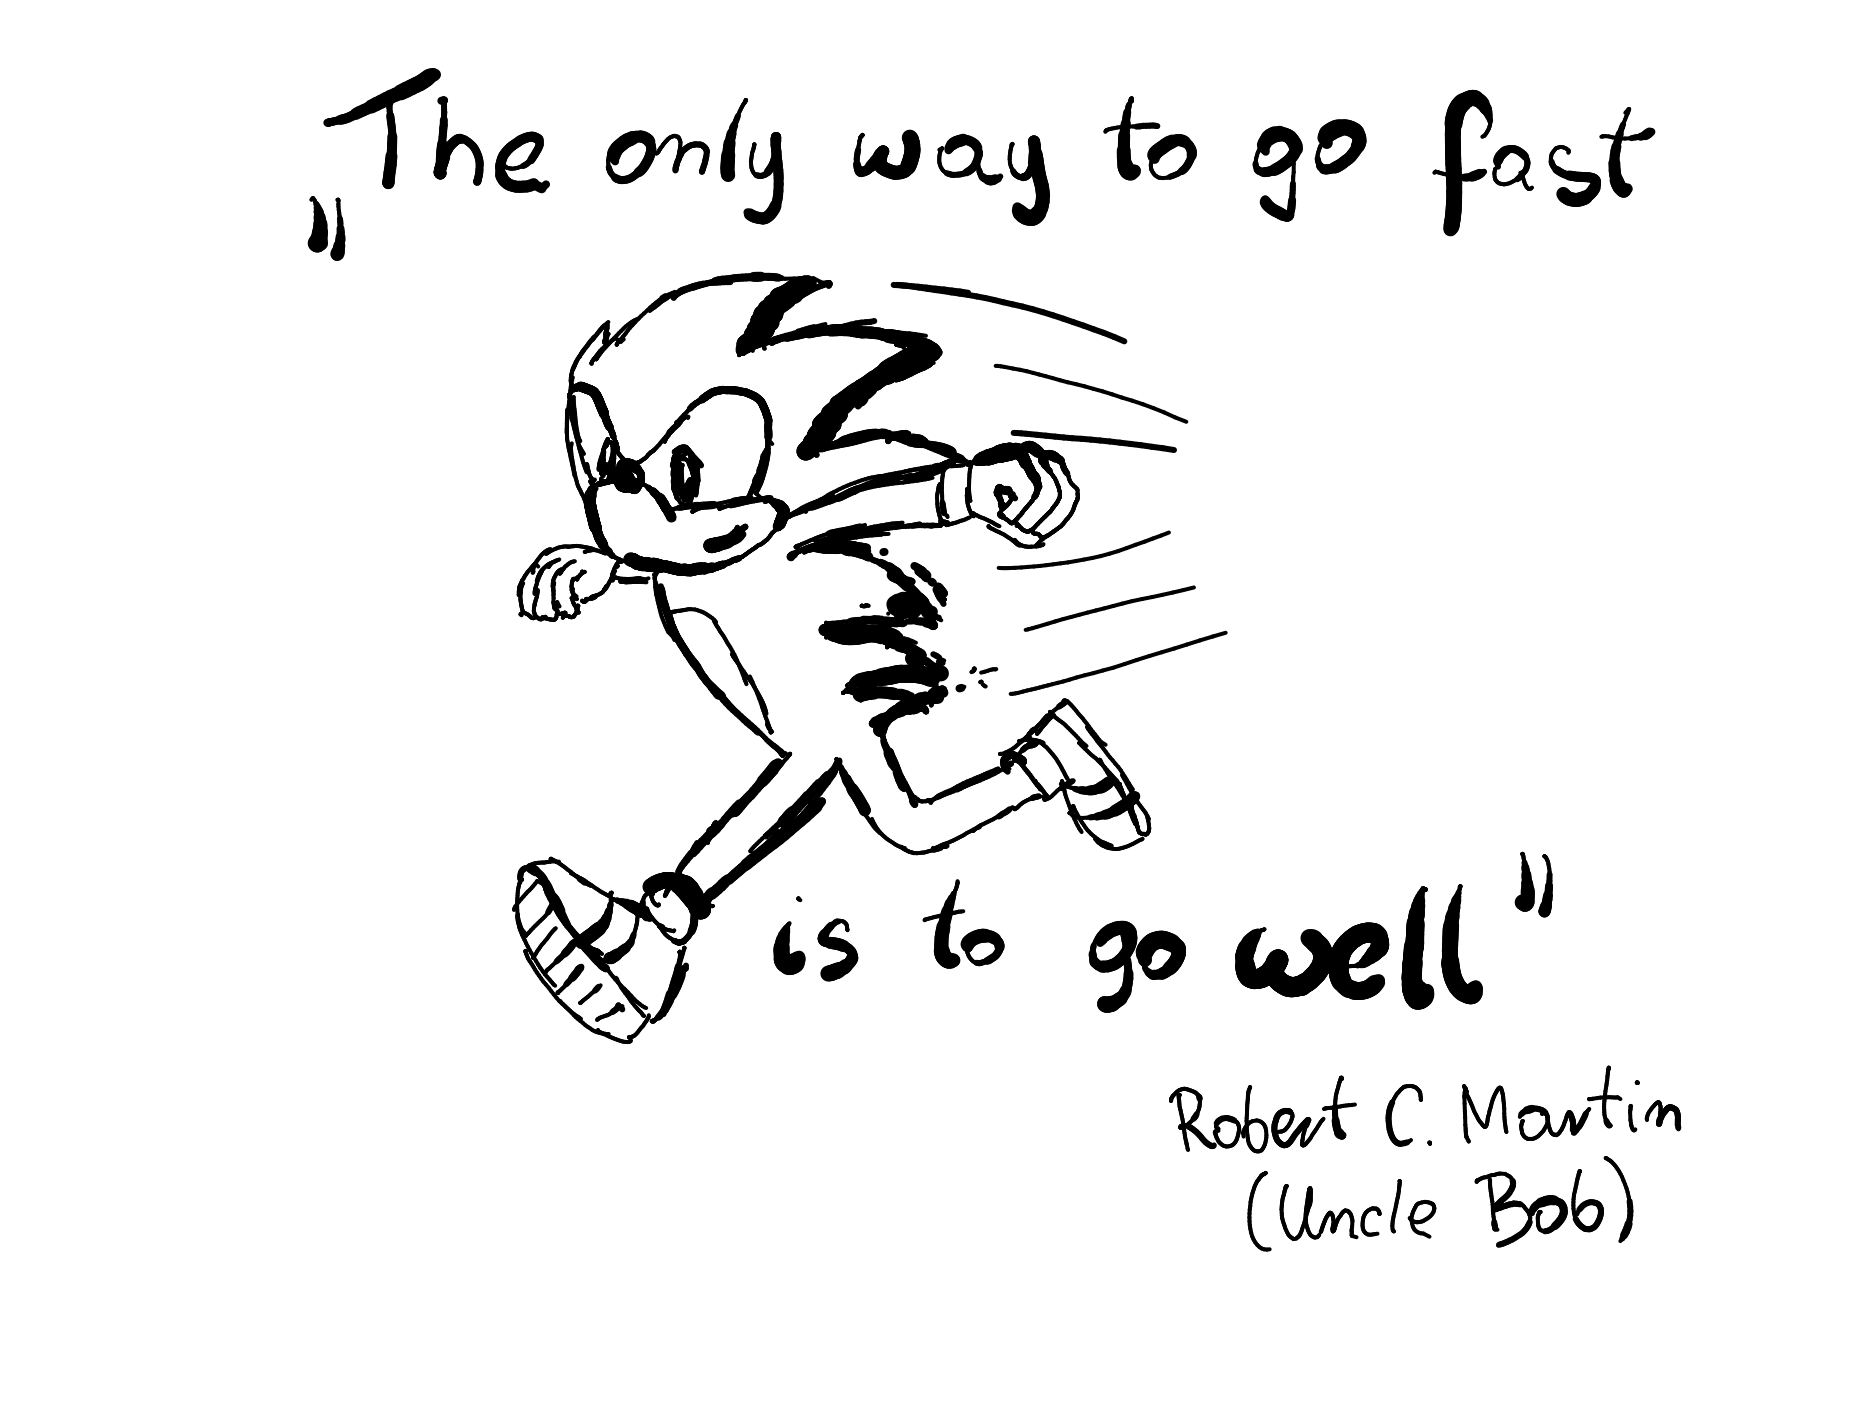 „The only way to go fast
is to go well"
Robert C. Martin
(Uncle Bob)